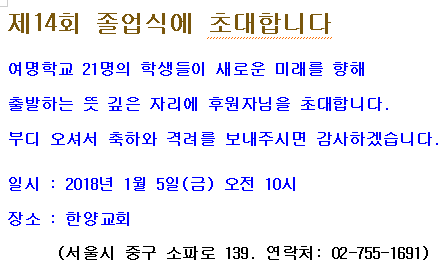 제14회 졸업식에 초대합니다
여명학교 21명의 학생들이 새로운 미래를 향해
출발하는 뜻 깊은 자리에 후원자님을 초대합니다.
부디 오셔서 축하와 격려를 보내주시면 감사하겠습니다.
일시 : 2018년 1월 5일(금) 오전 10시
장소 : 한양교회
(서울시 중구 소파로 139. 연락처: 02-755-1691)